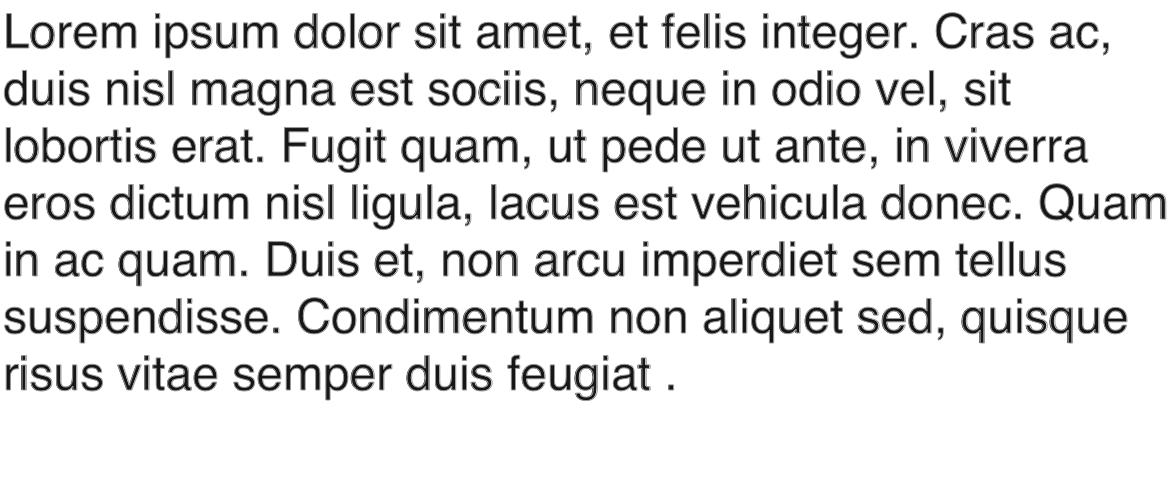 Lorem ipsum dolor sit amet, et felis integer. Cras ac,
duis nisl magna est sociis, neque in odio vel, sit
lobortis erat. Fugit quam, ut pede ut ante, in viverra
eros dictum nisl ligula, lacus est vehicula donec. Quam
in ac quam. Duis et, non arcu imperdiet sem tellus
suspendisse. Condimentum non aliquet sed, quisque
risus vitae semper duis feugiat .